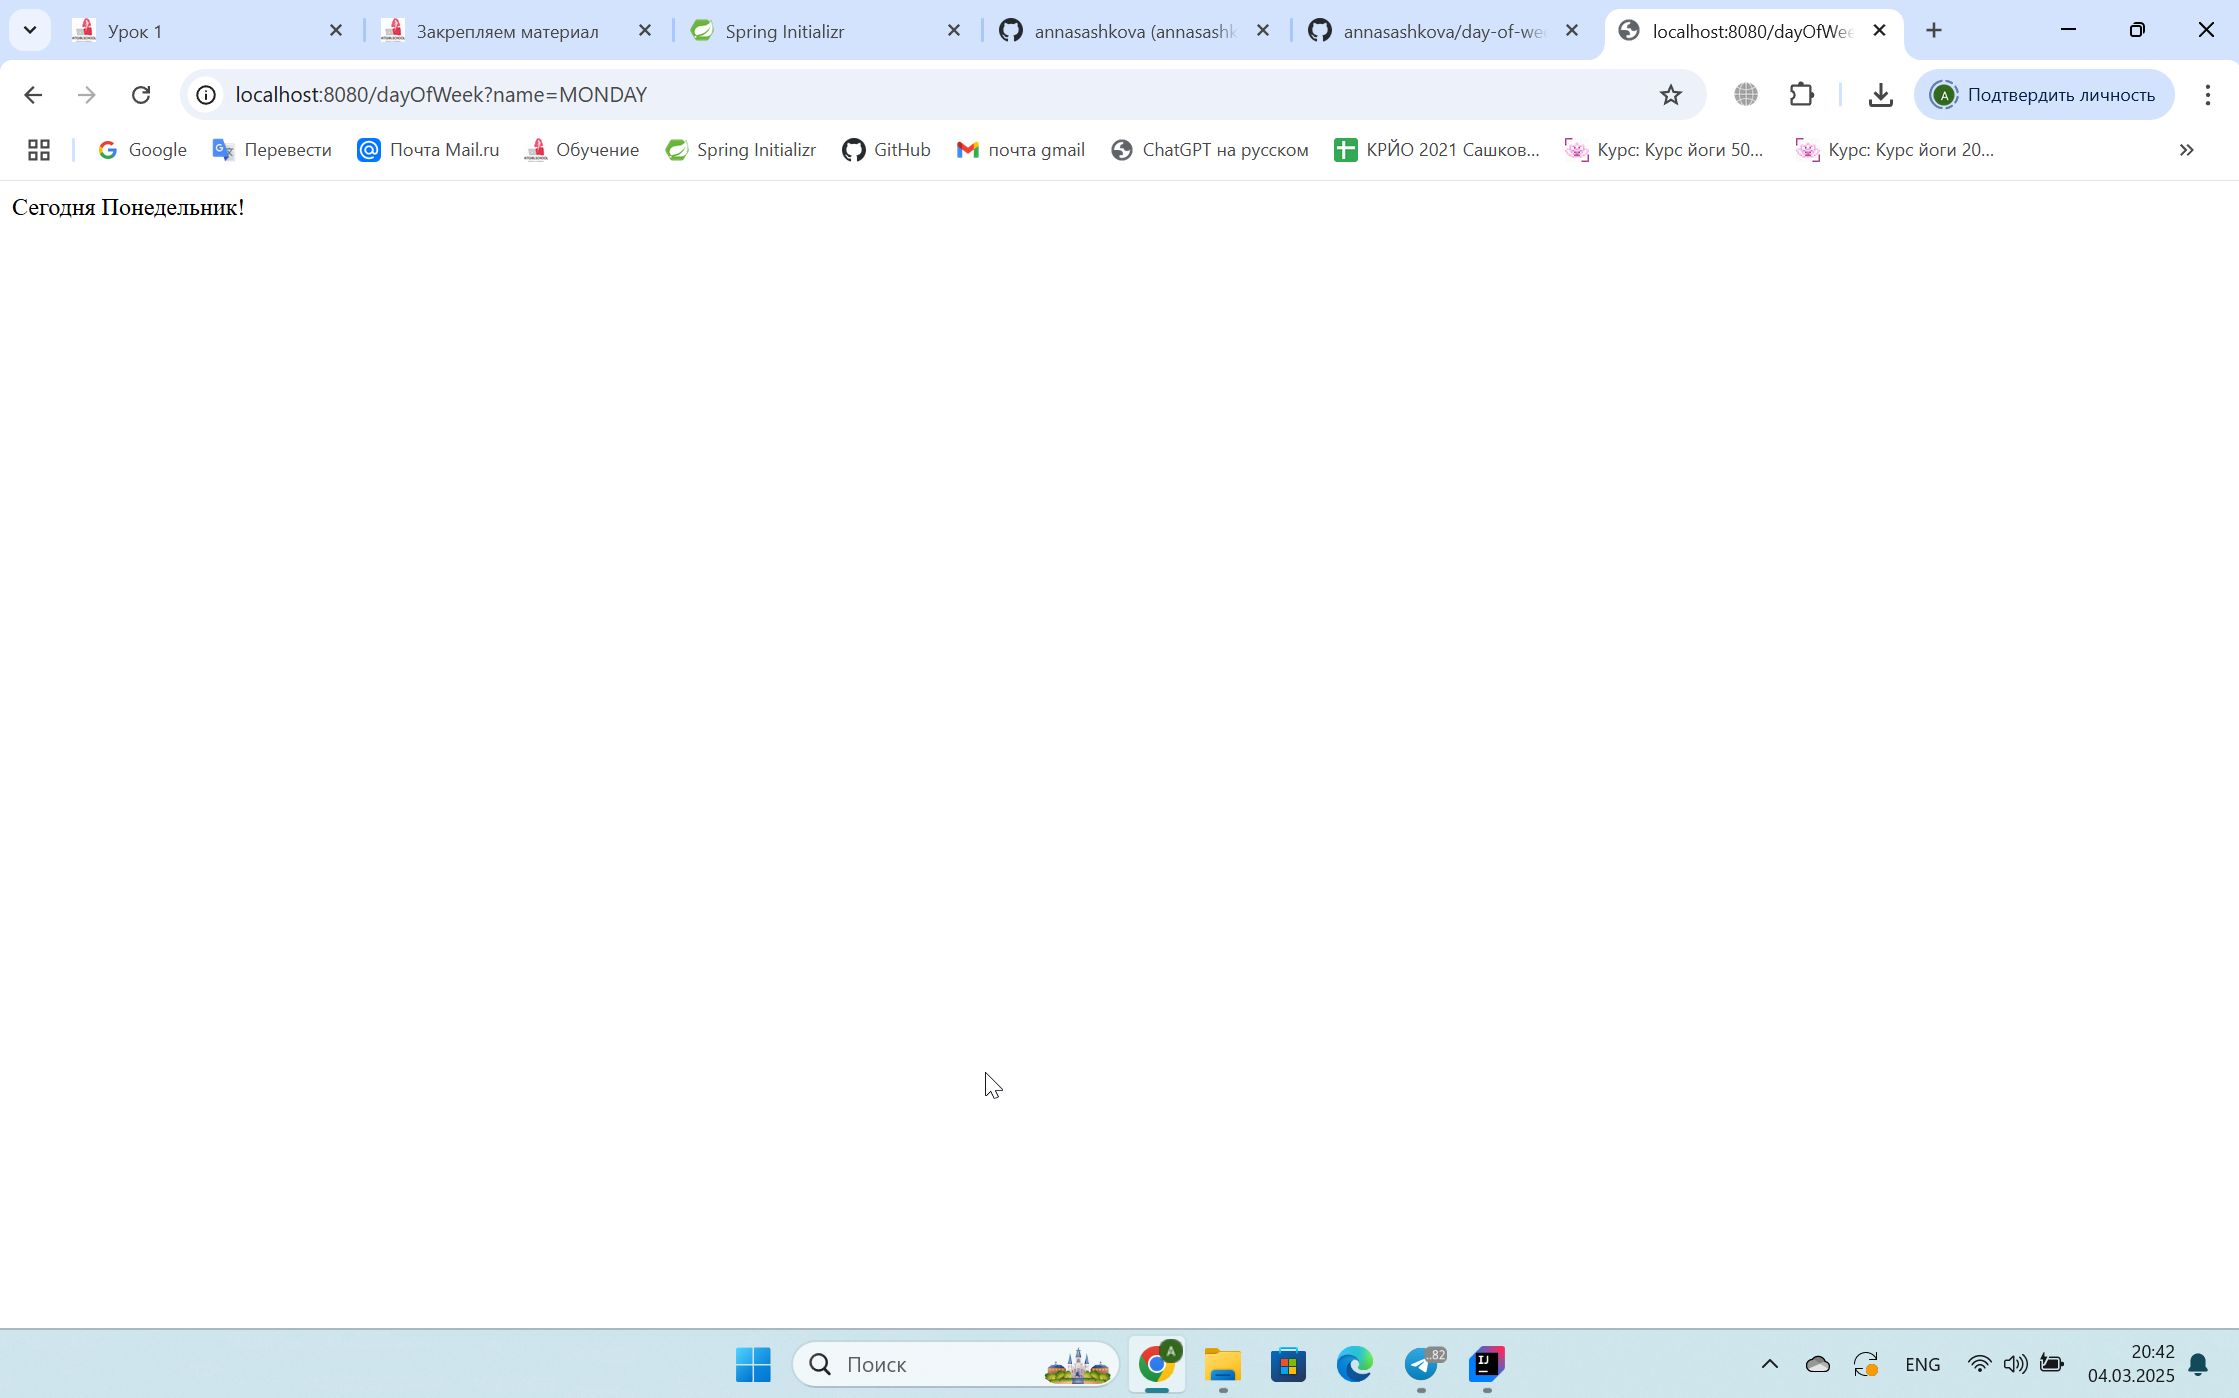 Урок 1
Закрепляем материал
Spring Initializr
annasashkova (annasashk
annasashkova/day-of-we
localhost:8080/dayOfWee
localhost:8080/dayOfWeek?name=MONDAY
A Подтвердить личность
Google
Перевести
Почта Mail.ru
Обучение
Spring Initializr
GitHub
почта gmail
ChatGPT на русском
КРЙО 2021 Сашков...
Курс: Курс йоги 50...
Курс: Курс йоги 20...
Сегодня Понедельник!
Поиск
A
..82
IJ
ENG
20:42
04.03.2025